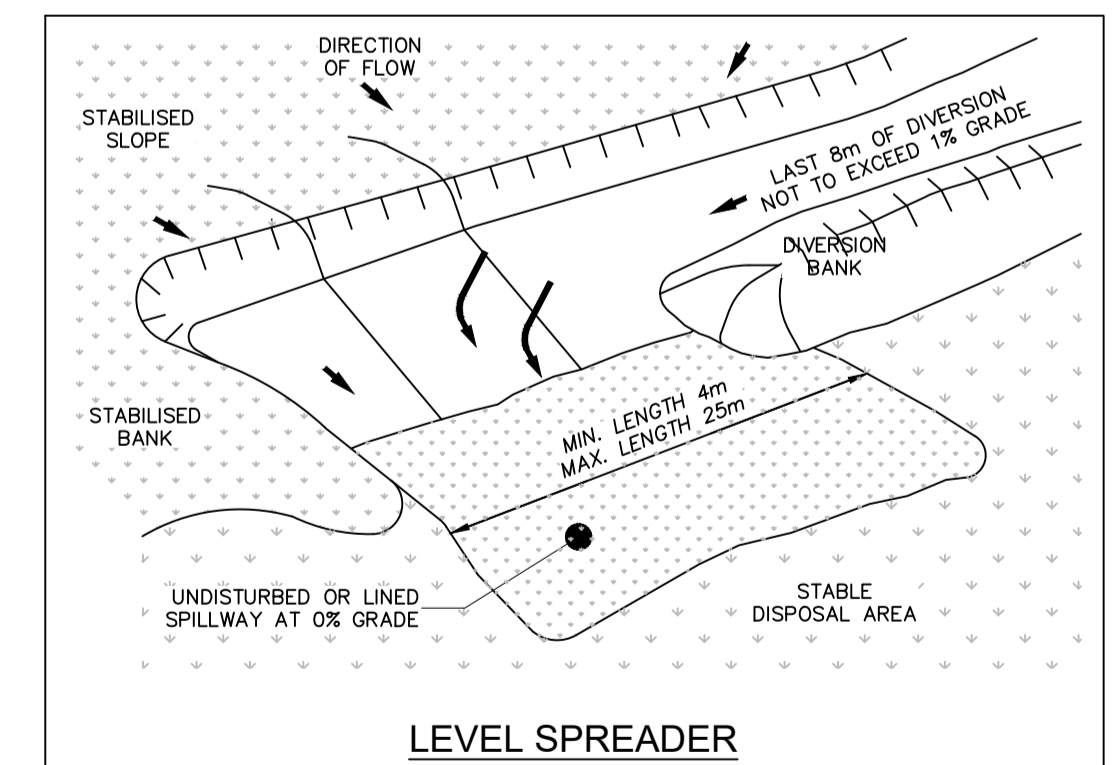 DIRECTION
OF FLOW
STABILISED
SLOPE
LAST 8m OF DIVERSION
NOT TO EXCEED 1% GRADE
DIVERSION
BANK
STABILISED
BANK
MIN. LENGTH 4m
MAX. LENGTH 25m
UNDISTURBED OR LINED
SPILLWAY AT 0% GRADE
STABLE
DISPOSAL AREA
LEVEL SPREADER